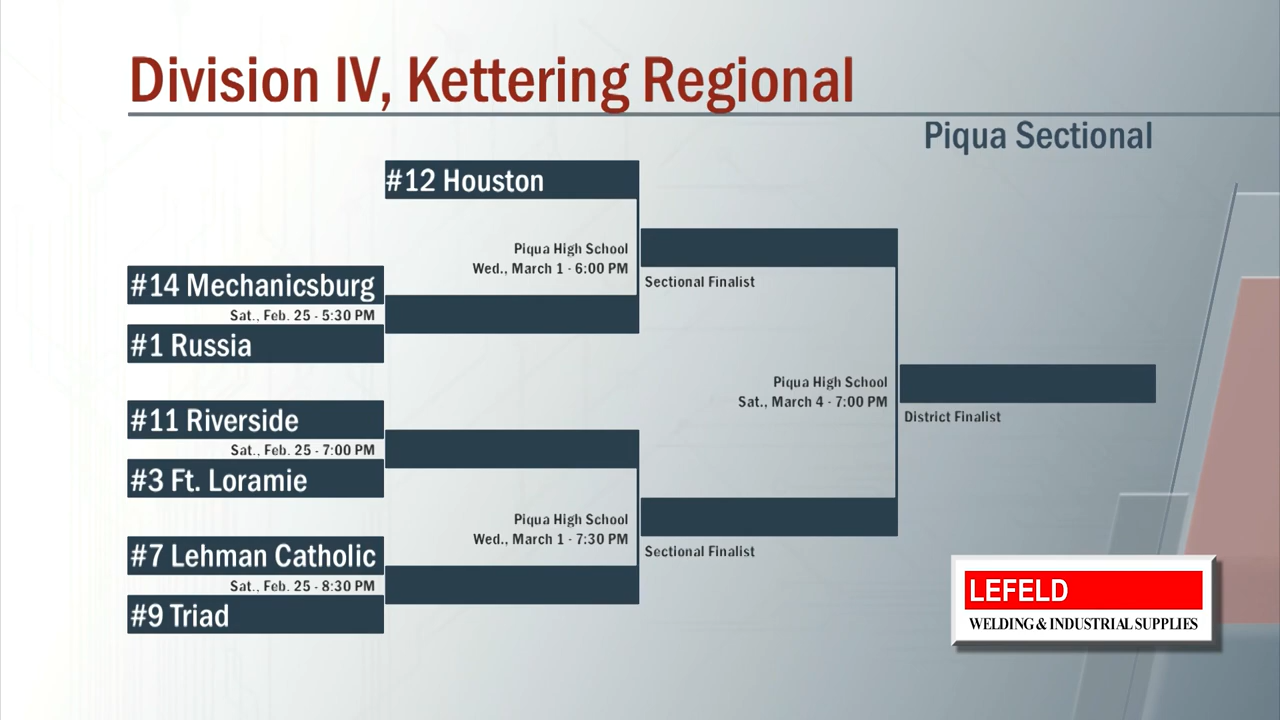 Division IV, Kettering Regional
Piqua Sectional
#12 Houston
Piqua High School
Wed., March 1 - 6:00 PM
Sectional Finalist
#14 Mechanicsburg
Sat., Feb. 25 - 5:30 PM
#1 Russia
Piqua High School
Sat., March 4 - 7:00 PM
District Finalist
#11 Riverside
Sat., Feb. 25 - 7:00 PM
#3 Ft. Loramie
Piqua High School
Wed., March 1 - 7:30 PM
Sectional Finalist
#7 Lehman Catholic
Sat., Feb. 25 - 8:30 PM
#9 Triad
LEFELD
WELDING & INDUSTRIAL SUPPLIES